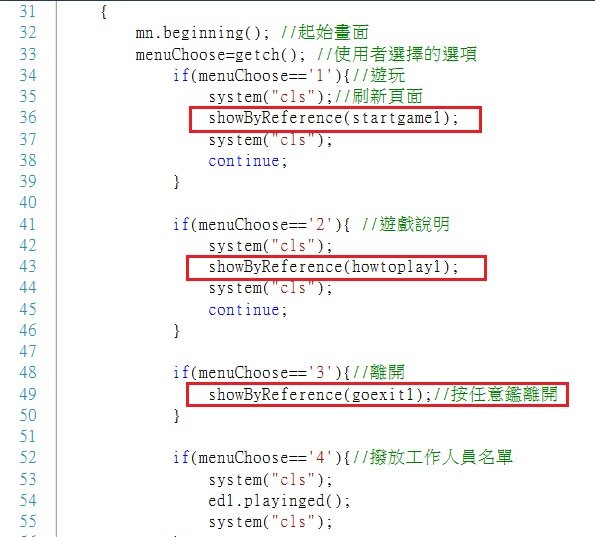 31 {
32 mn.beginning(); //起始畫面
33 menuChoose=getch(); //使用者選擇的選項
34 if(menuChoose=='1'){//遊玩
35 system("cls");//刷新頁面
36 showByReference(startgame1);
37 system("cls");
38 continue;
39 }
40
41 if(menuChoose=='2'){ //遊戲說明
42 system("cls");
43 showByReference(howtoplay1);
44 system("cls");
45 continue;
46 }
47
48 if(menuChoose=='3'){//離開
49 showByReference(goexit1);//按任意鑑離開
50 }
51
52 if(menuChoose=='4'){//撥放工作人員名單
53 system("cls");
54 ed1.playinged();
55 system("cls");